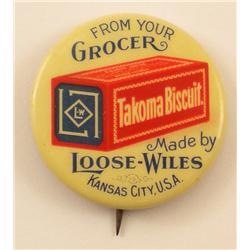 FROM YOUR
GROCER
L-W
Takoma Biscuit.
Made by
LOOSE-WILES
KANSAS CITY, U.S.A.